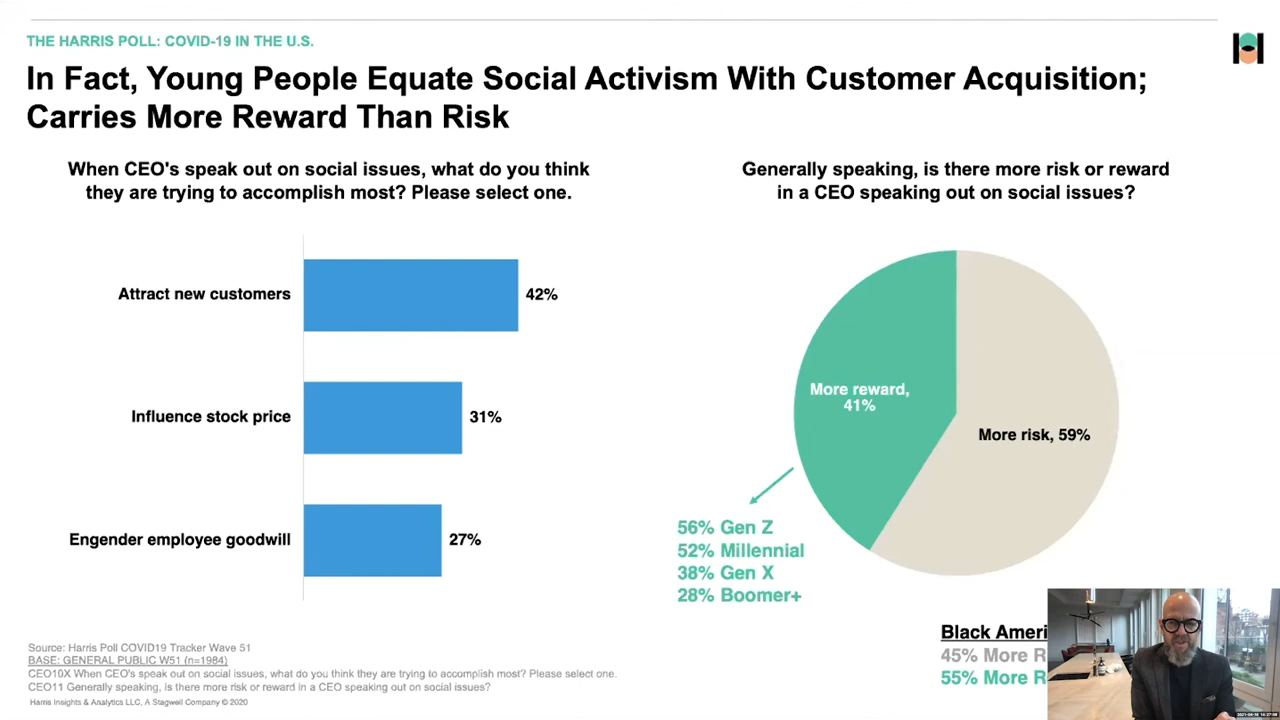 THE HARRIS POLL: COVID-19 IN THE U.S.
In Fact, Young People Equate Social Activism With Customer Acquisition;
Carries More Reward Than Risk
When CEO's speak out on social issues, what do you think
they are trying to accomplish most? Please select one.
Attract new customers
42%
Influence stock price
31%
Engender employee goodwill
27%
Generally speaking, is there more risk or reward
in a CEO speaking out on social issues?
More reward,
41%
More risk, 59%
56% Gen Z
52% Millennial
38% Gen X
28% Boomer+
Black Ameri
45% More R
55% More R
Source: Harris Poll COVID19 Tracker Wave 51
BASE: GENERAL PUBLIC W51 (n=1984)
CEO10X When CEO's speak out on social issues, what do you think they are trying to accomplish most? Please select one.
CEO11 Generally speaking, is there more risk or reward in a CEO speaking out on social issues?
Harris Insights & Analytics LLC, A Stagwell Company © 2020